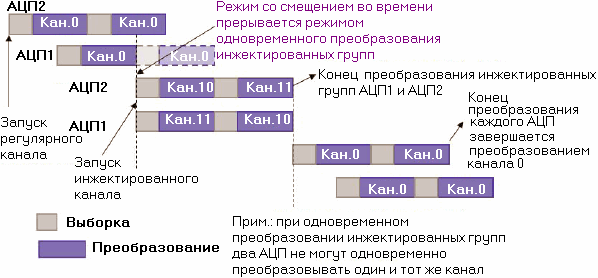 АЦП2
Кан.0
Кан.0
Режим со смещением во времени
прерывается режимом
одновременного преобразования
инжектированных групп
АЦП1
Кан.0
Кан.0
АЦП2
Кан.10
Кан.11
Конец преобразования инжектированных
групп АЦП1 и АЦП2
АЦП1
Кан.11
Кан.10
Запуск
регулярного
канала
Запуск
инжектированного
канала
Конец
преобразования
каждого АЦП
завершается
преобразованием
канала 0
Кан.0
Кан.0
Кан.0
Кан.0
Выборка
Преобразование
Прим.: при одновременном
преобразовании инжектированных групп
два АЦП не могут одновременно
преобразовывать один и тот же канал